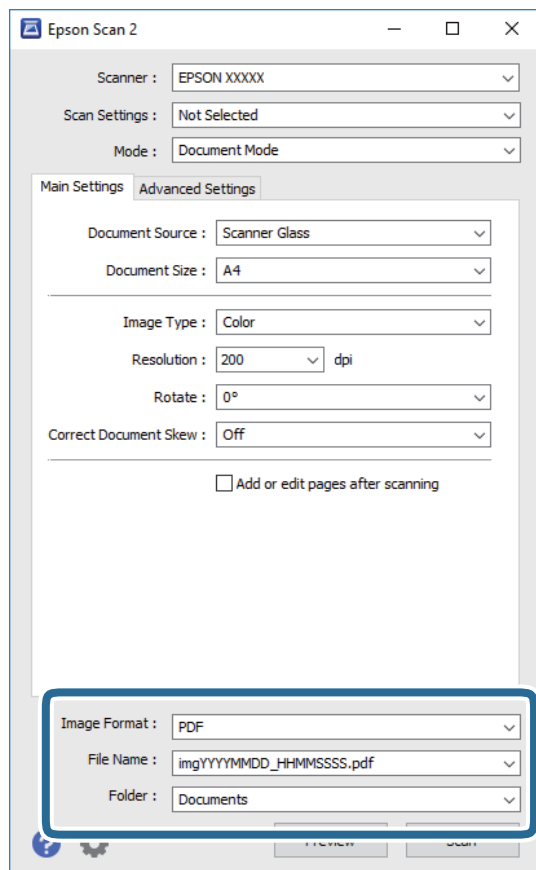 Epson Scan 2
Scanner : EPSON XXXXX
Scan Settings : Not Selected
Mode : Document Mode
Main Settings Advanced Settings
Document Source : Scanner Glass
Document Size : A4
Image Type : Color
Resolution : 200 dpi
Rotate : 0°
Correct Document Skew : Off
Add or edit pages after scanning
Image Format : PDF
File Name : imgYYYYMMDD_HHMMSSSS.pdf
Folder : Documents
? Preview Scan